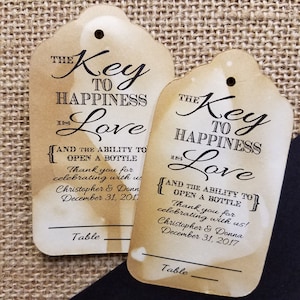 THE Key
TO
HAPPINESS
IS
Love
{AND THE ABILITY TO
OPEN A BOTTLE}
Thank you for
celebrating with us!
Christopher & Donna
December 31, 2017
Table
THE Key
TO
HAPPINESS
IS
Love
{AND THE ABILITY TO
OPEN A BOTTLE}
Thank you for
celebrating with us!
Christopher & Donna
December 31, 2017
Table